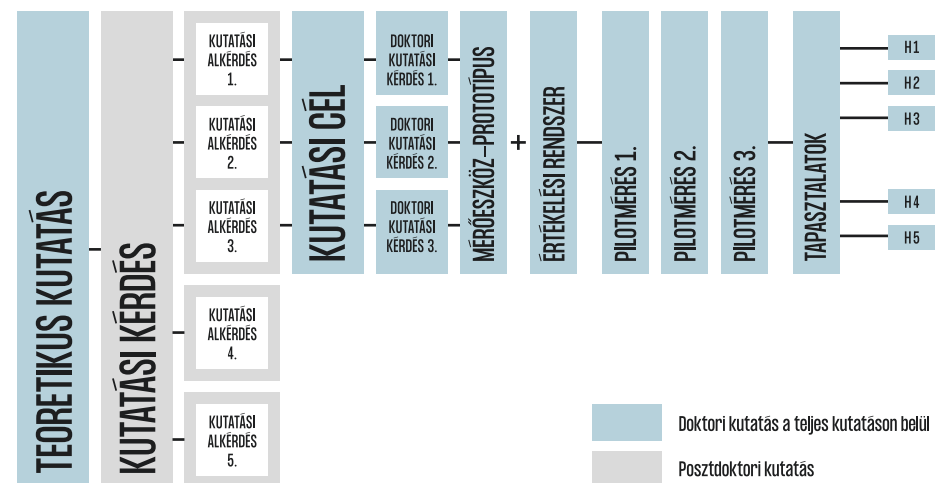 TEORETIKUS KUTATÁS
KUTATÁSI KÉRDÉS
KUTATÁSI
ALKÉRDÉS
1.
KUTATÁSI
ALKÉRDÉS
2.
KUTATÁSI
ALKÉRDÉS
3.
KUTATÁSI
ALKÉRDÉS
4.
KUTATÁSI
ALKÉRDÉS
5.
KUTATÁSI CÉL
DOKTORI
KUTATÁSI
KÉRDÉS 1.
DOKTORI
KUTATÁSI
KÉRDÉS 2.
DOKTORI
KUTATÁSI
KÉRDÉS 3.
MÉRŐESZKÖZ–PROTOTÍPUS
+
ÉRTÉKELÉSI RENDSZER
PILOTMÉRÉS 1.
PILOTMÉRÉS 2.
PILOTMÉRÉS 3.
TAPASZTALATOK
H1
H2
H3
H4
H5
Doktori kutatás a teljes kutatáson belül
Posztdoktori kutatás